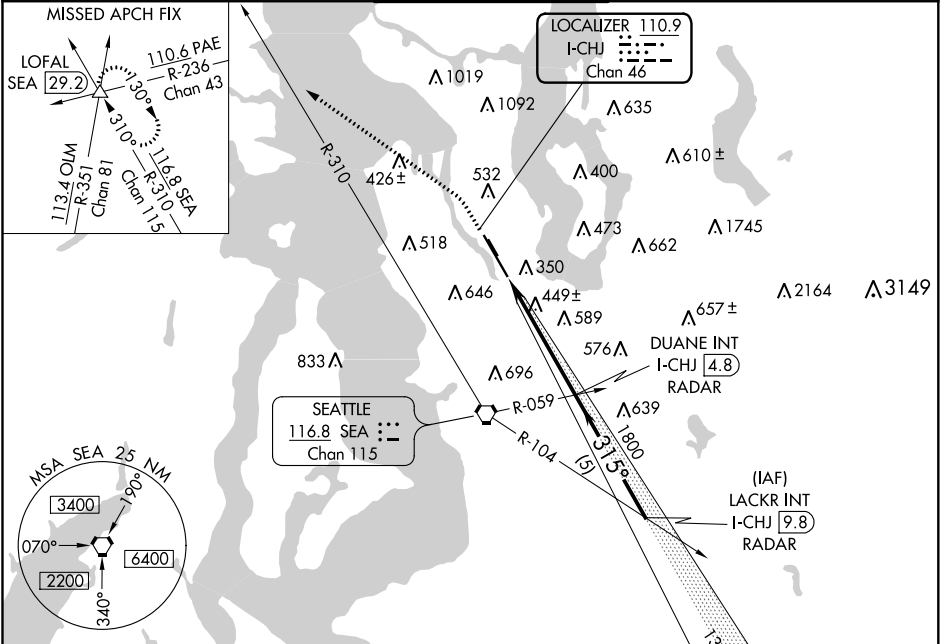 MISSED APCH FIX
LOFAL
SEA 29.2
110.6 PAE
R-236
Chan 43
130°
310°
116.8 SEA
R-310
Chan 115
113.4 OLM
R-351
Chan 81
LOCALIZER 110.9
I-CHJ
Chan 46
1019
1092
635
610 ±
400
532
426 ±
R-310
473
1745
662
518
350
2164
3149
646
449 ±
589
657 ±
576
833
696
DUANE INT
I-CHJ 4.8
RADAR
R-059
639
SEATTLE
116.8 SEA
Chan 115
R-104
1800
315°
(5)
(IAF)
LACKR INT
I-CHJ 9.8
RADAR
MSA SEA 25 NM
190°
3400
070°
6400
2200
340°